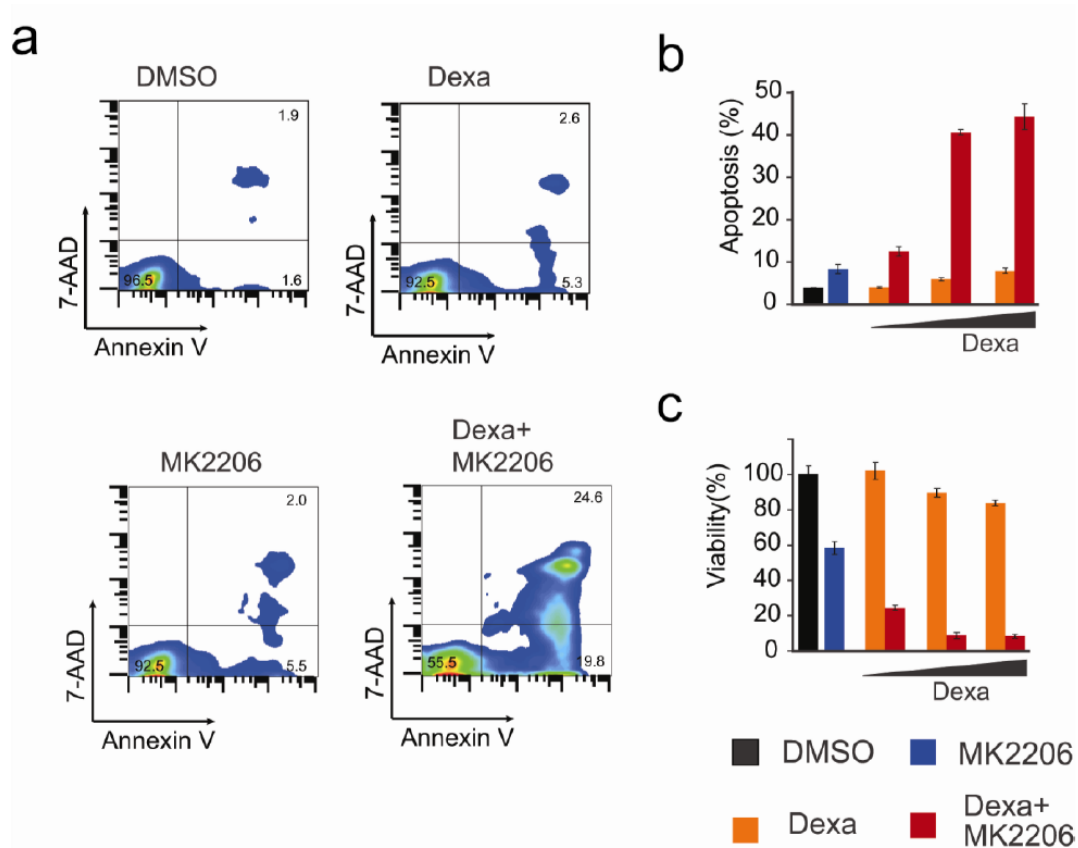 a
DMSO
1.9
96.5
1.6
7-AAD
Annexin V
Dexa
2.6
92.5
5.3
7-AAD
Annexin V
MK2206
2.0
92.5
5.5
7-AAD
Annexin V
Dexa+
MK2206
24.6
55.5
19.8
7-AAD
Annexin V
b
50
40
30
20
10
0
Apoptosis (%)
Dexa
c
100
80
60
40
20
0
Viability(%)
Dexa
DMSO
MK2206
Dexa
Dexa+
MK2206